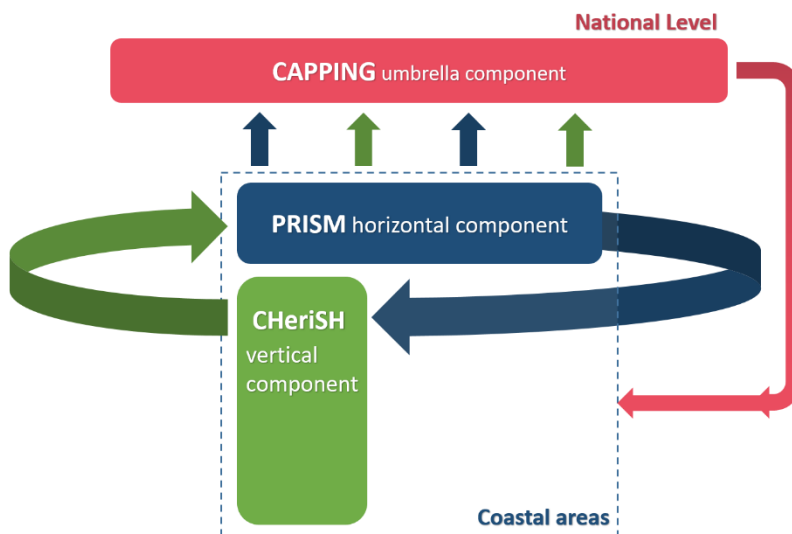 National Level
CAPPING umbrella component
PRISM horizontal component
CHeriSH
vertical
component
Coastal areas